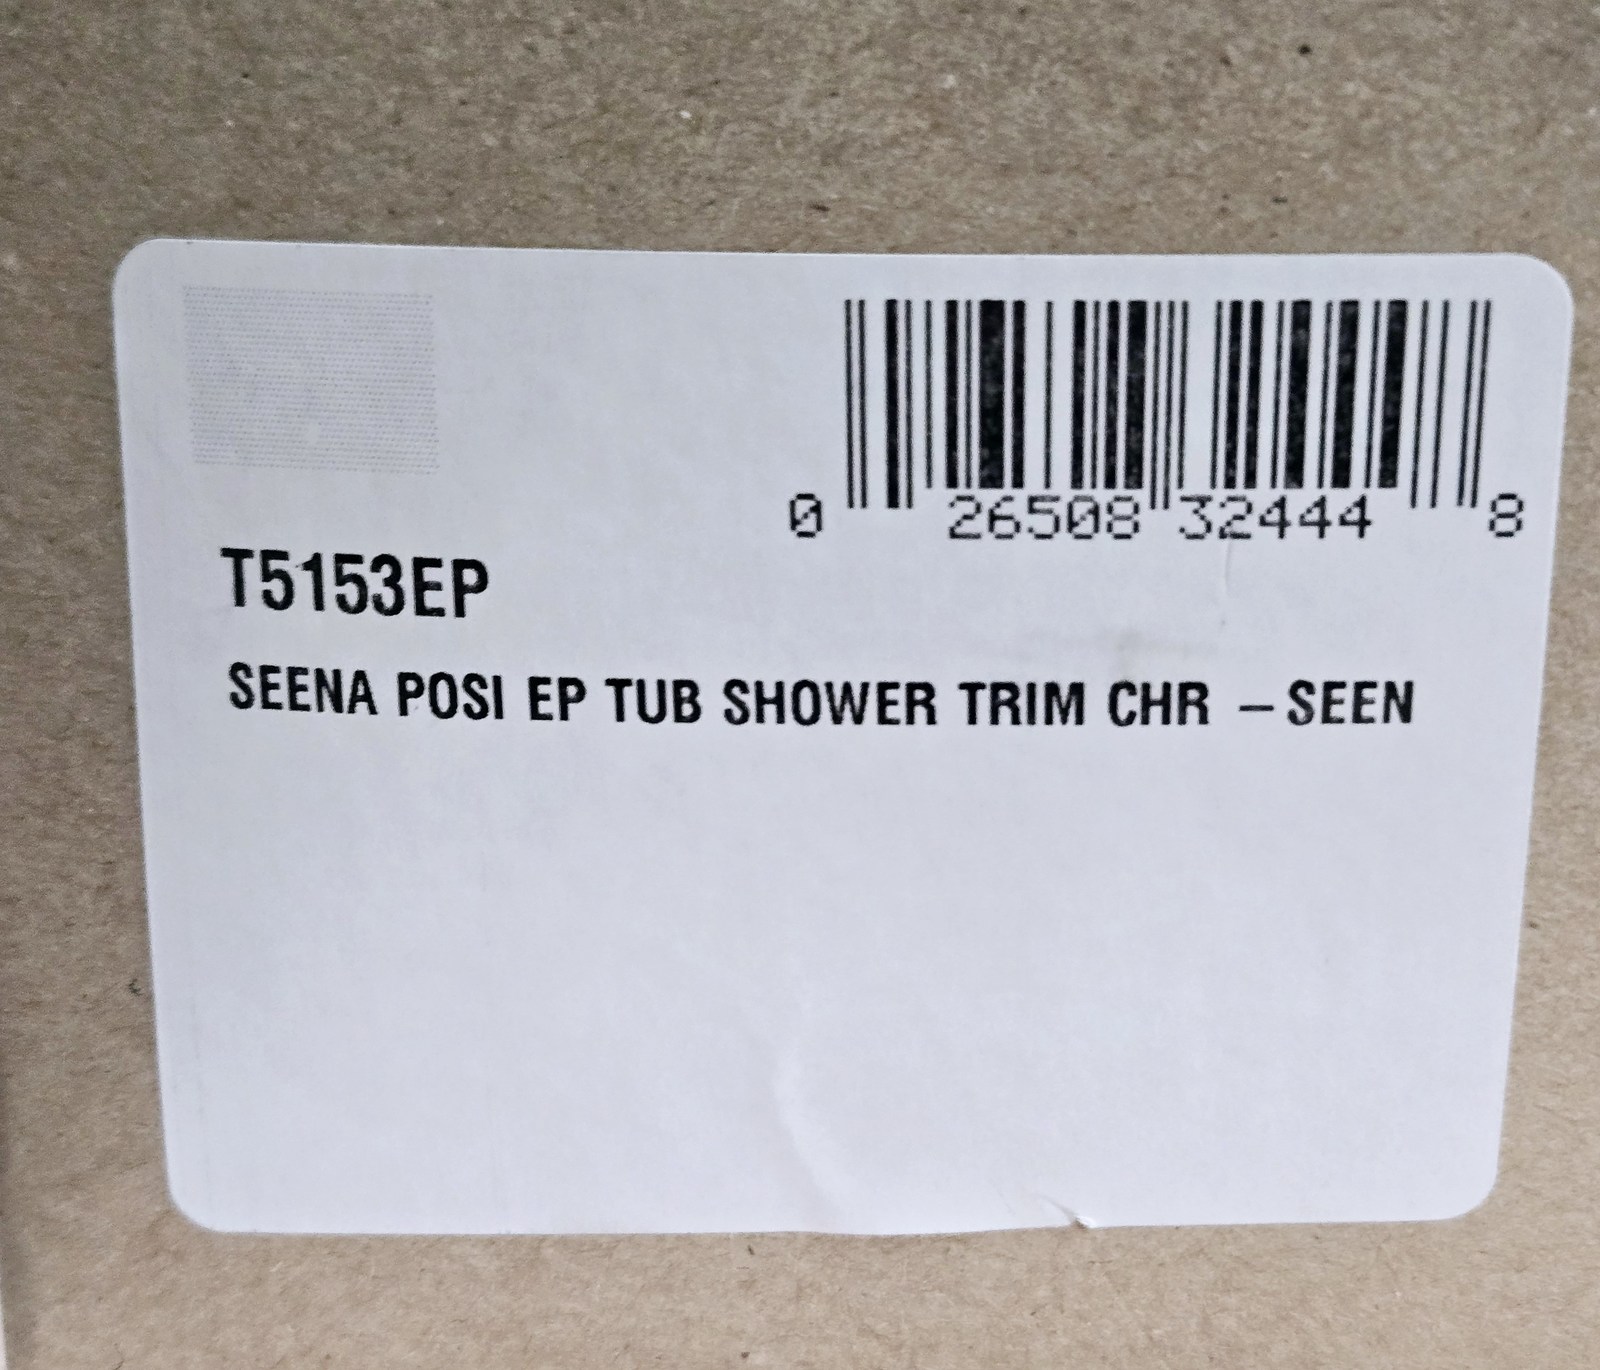 0 26508 32444 8
T5153EP
SEENA POSI EP TUB SHOWER TRIM CHR –SEEN